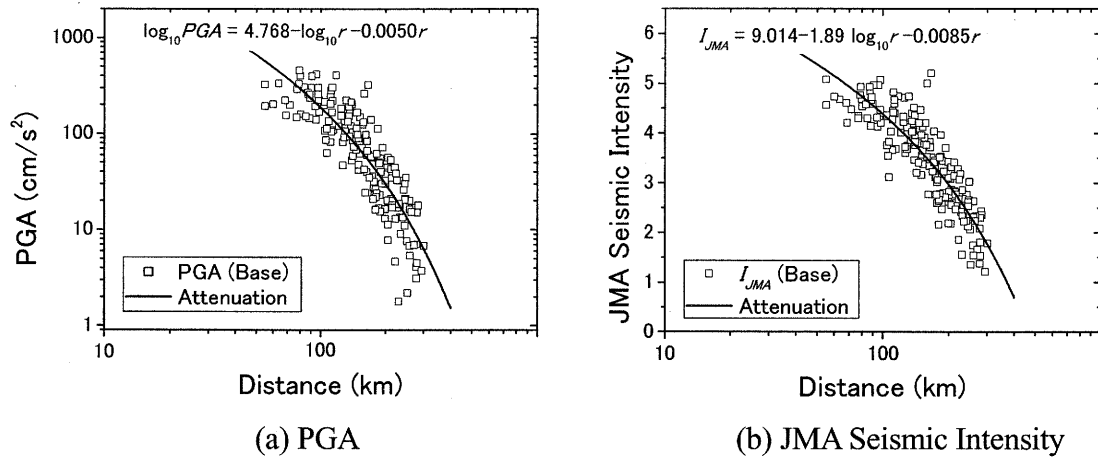 log₁₀PGA = 4.768-log₁₀r-0.0050r
1000
100
10
1
PGA (cm/s²)
PGA (Base)
Attenuation
10
100
Distance (km)
(a) PGA
I_JMA = 9.014-1.89 log₁₀r-0.0085r
6
5
4
3
2
1
0
JMA Seismic Intensity
I_JMA (Base)
Attenuation
10
100
Distance (km)
(b) JMA Seismic Intensity